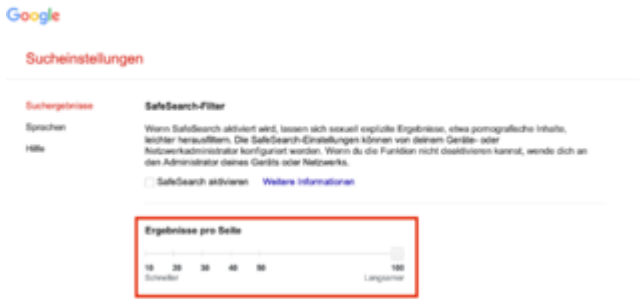 Google
Sucheinstellungen
Suchergebnisse
Sprachen
Hilfe
SafeSearch-Filter
Wenn SafeSearch aktiviert wird, lassen sich sexuell explizite Ergebnisse, etwa pornografische Inhalte,
leichter herausfiltern. Die SafeSearch-Einstellungen können von deinem Geräte- oder
Netzwerkadministrator konfiguriert worden. Wenn du die Funktion nicht deaktivieren kannst, wende dich an
den Administrator deines Geräts oder Netzwerks.
SafeSearch aktivieren Weitere Informationen
Ergebnisse pro Seite
10 20 30 40 50 100
Schneller Langsamer